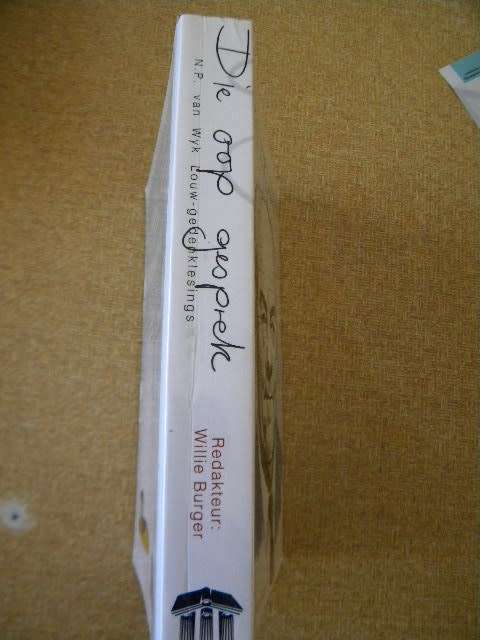 Die oop gesprek
N.P. van Wyk Louw-gedenklesings
Redakteur:
Willie Burger